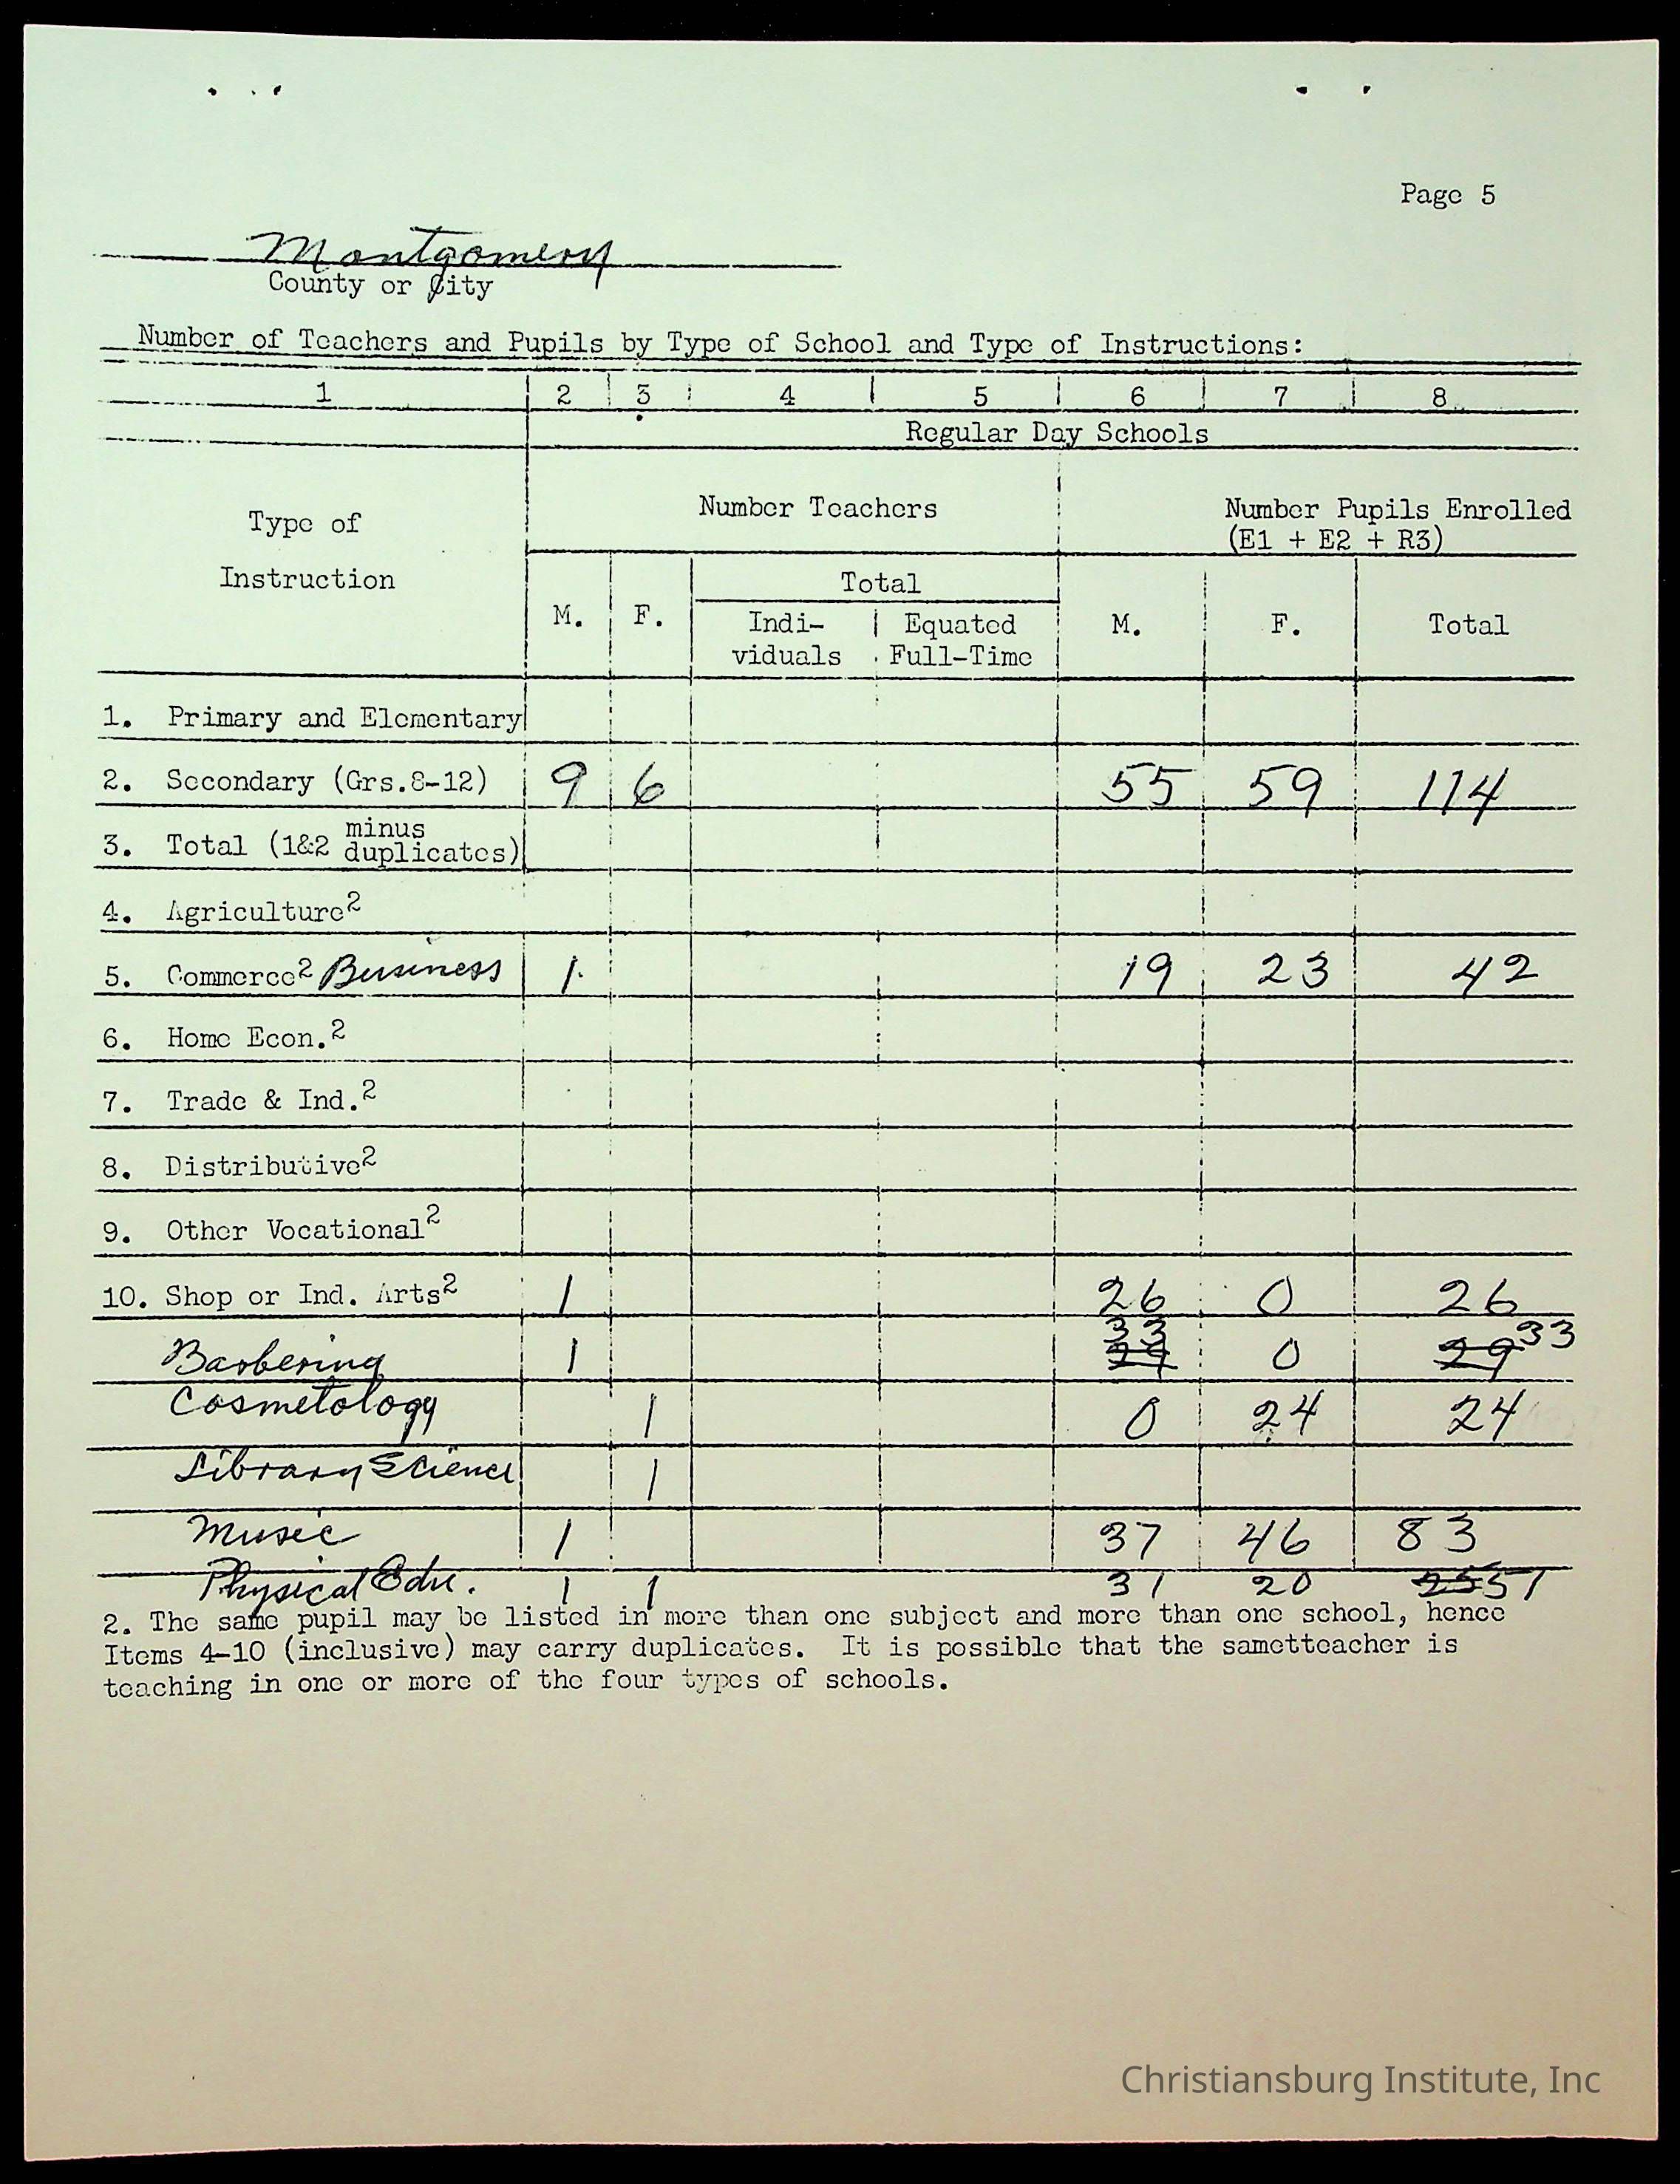 Page 5
Montgomery
County or City
Number of Teachers and Pupils by Type of School and Type of Instructions:
1 2 3 4 5 6 7 8
Regular Day Schools
Number Teachers Number Pupils Enrolled
(E1 + E2 + R3)
Type of
Instruction
Total
M. F. Indi- Equated M. F. Total
viduals Full-Time
1. Primary and Elementary
2. Secondary (Grs.8-12) 9 6 55 59 114
minus
3. Total (1&2 duplicates)
4. Agriculture2
5. Commerce2 Business 1 19 23 42
6. Home Econ.2
7. Trade & Ind.2
8. Distributive2
9. Other Vocational2
10. Shop or Ind. Arts2 1 26 0 26
33 33
Barbering 1 29 0 29
Cosmetology 1 0 24 24
Library Science 1
Music 1 37 46 83
Physical Edu. 1 1 31 20 51
2. The same pupil may be listed in more than one subject and more than one school, hence
Items 4-10 (inclusive) may carry duplicates. It is possible that the sametteacher is
teaching in one or more of the four types of schools.
Christiansburg Institute, Inc